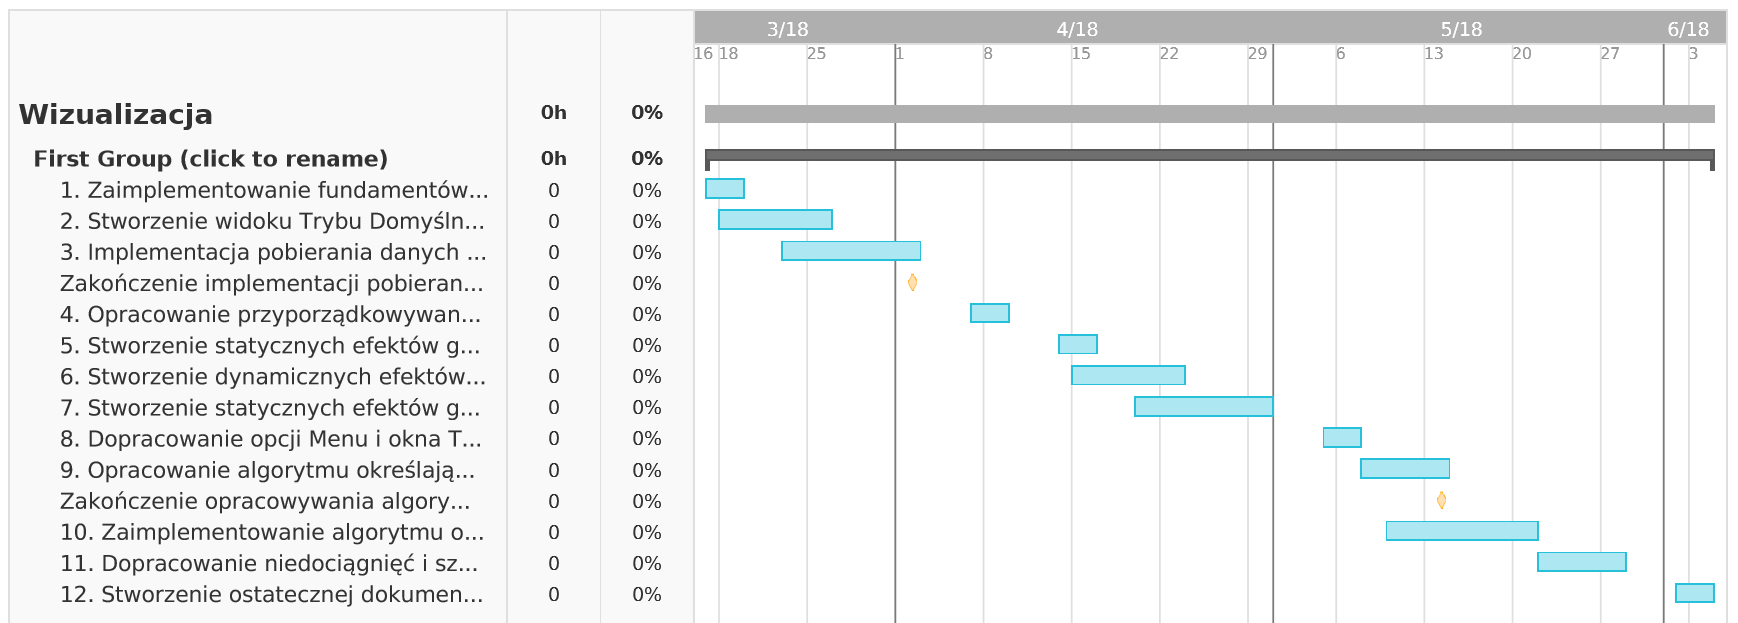 3/18 4/18 5/18 6/18
16 18 25 1 8 15 22 29 6 13 20 27 3
Wizualizacja 0h 0%
First Group (click to rename) 0h 0%
1. Zaimplementowanie fundamentów... 0 0%
2. Stworzenie widoku Trybu Domyśln... 0 0%
3. Implementacja pobierania danych ... 0 0%
Zakończenie implementacji pobieran... 0 0%
4. Opracowanie przyporządkowywan... 0 0%
5. Stworzenie statycznych efektów g... 0 0%
6. Stworzenie dynamicznych efektów... 0 0%
7. Stworzenie statycznych efektów g... 0 0%
8. Dopracowanie opcji Menu i okna T... 0 0%
9. Opracowanie algorytmu określają... 0 0%
Zakończenie opracowywania algory... 0 0%
10. Zaimplementowanie algorytmu o... 0 0%
11. Dopracowanie niedociągnięć i sz... 0 0%
12. Stworzenie ostatecznej dokumen... 0 0%